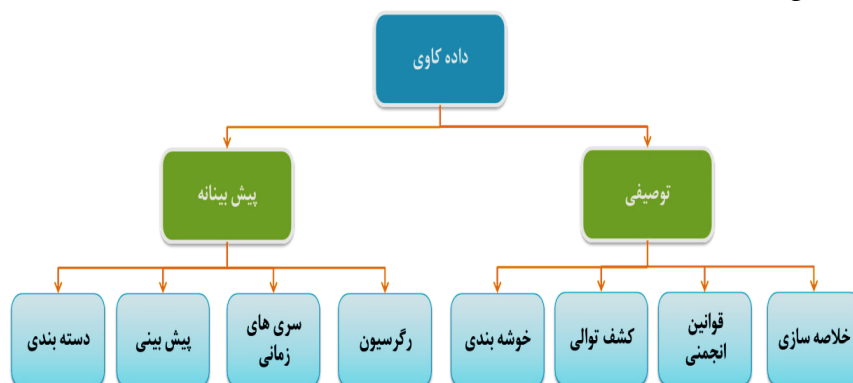 داده کاوی
توصیفی
پیش بینانه
خلاصه سازی
قوانین
انجمنی
کشف توالی
خوشه بندی
رگرسیون
سری های
زمانی
پیش بینی
دسته بندی